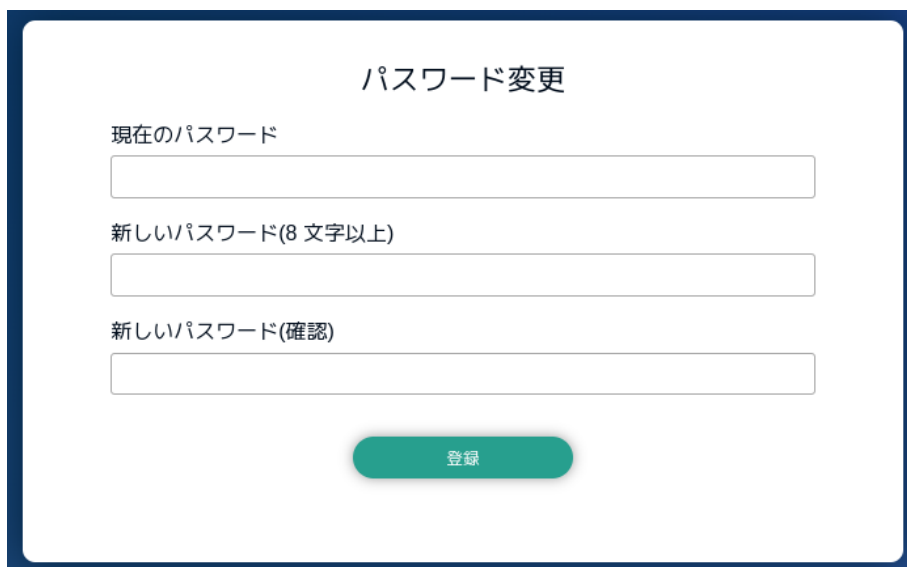 パスワード変更
現在のパスワード
新しいパスワード(8 文字以上)
新しいパスワード(確認)
登録